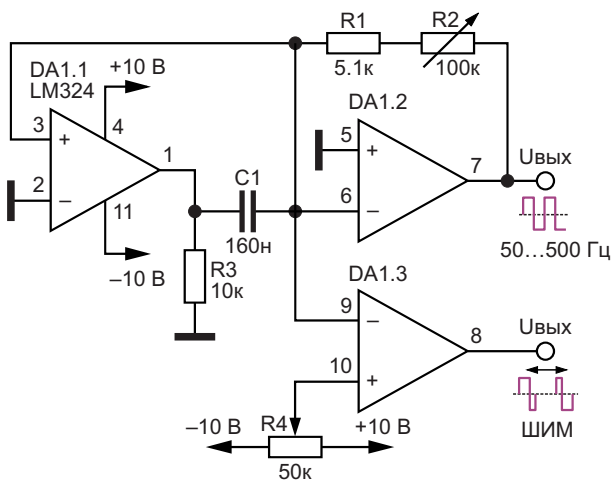 R1
5.1к
R2
100к
DA1.1
LM324
+10 В
3
+
4
2
–
11
1
–10 В
C1
160н
R3
10к
DA1.2
5
+
6
–
7
Uвых
50...500 Гц
DA1.3
9
–
10
+
8
Uвых
ШИМ
–10 В
R4
+10 В
50к